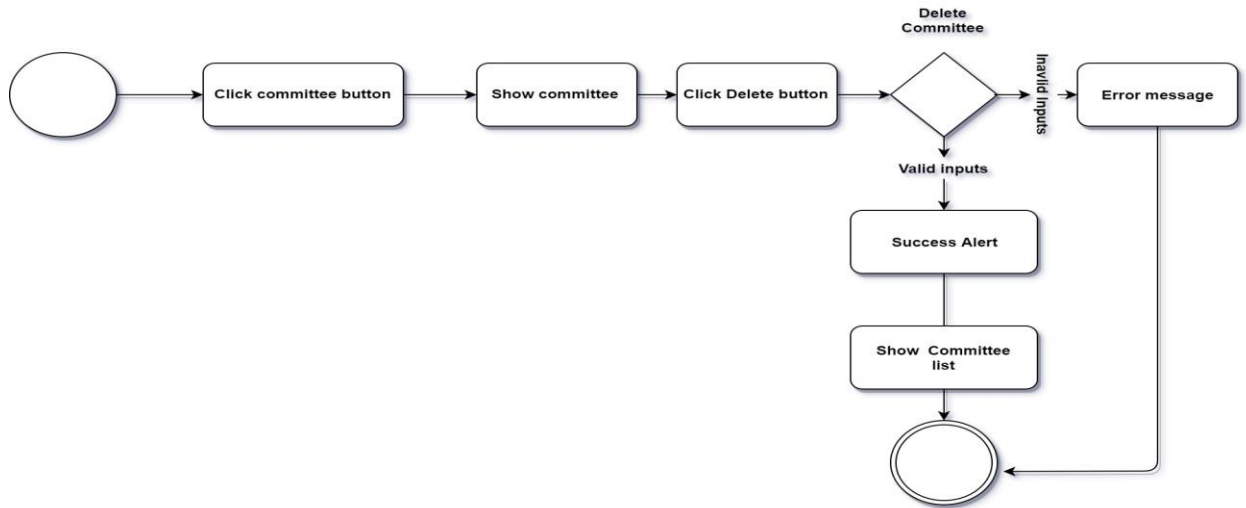 Delete
Committee
Click committee button
Show committee
Click Delete button
Inavlid Inputs
Error message
Valid inputs
Success Alert
Show Committee
list